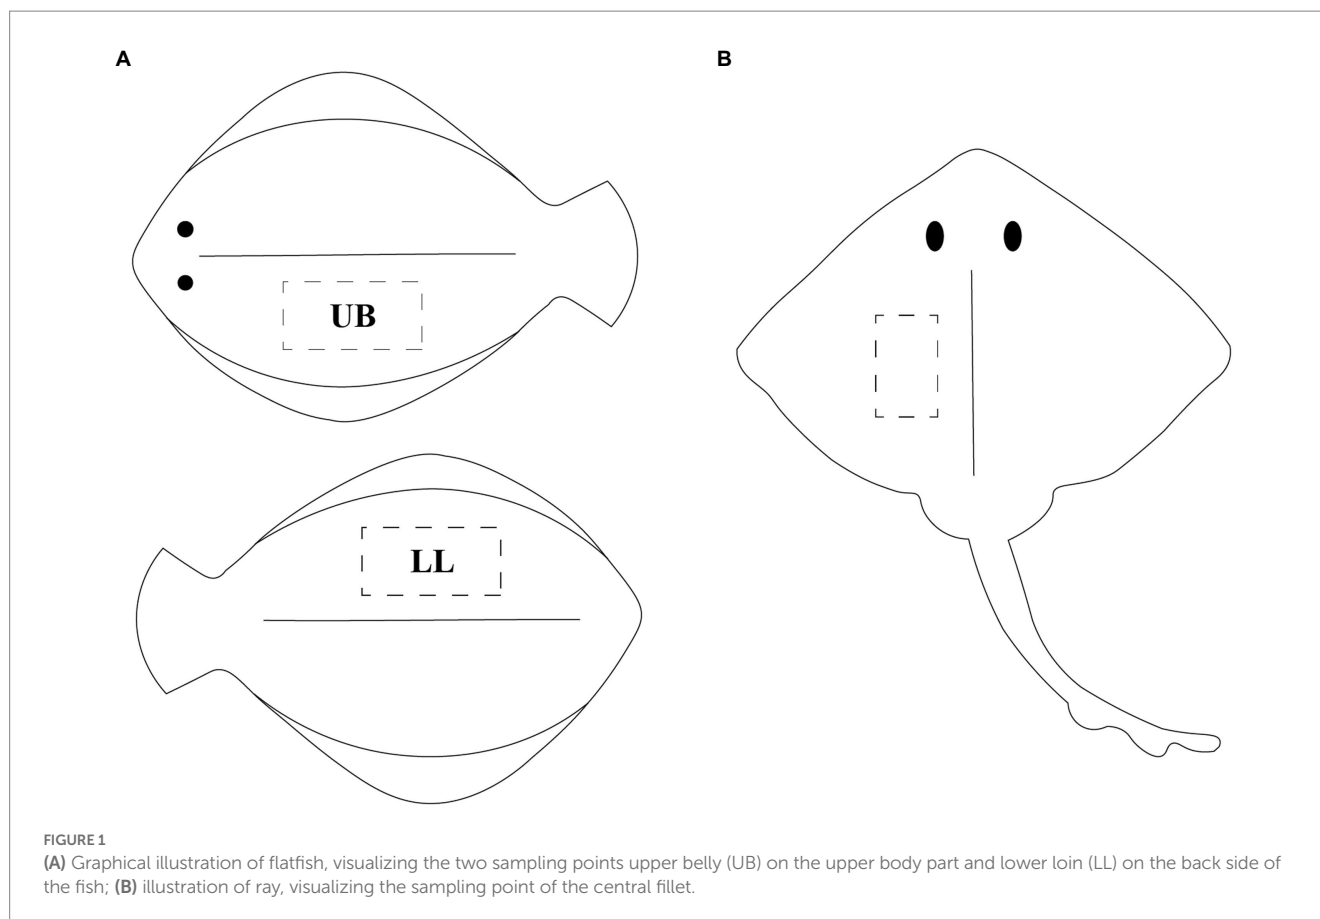 A
B
UB
LL
FIGURE 1
(A) Graphical illustration of flatfish, visualizing the two sampling points upper belly (UB) on the upper body part and lower loin (LL) on the back side of
the fish; (B) illustration of ray, visualizing the sampling point of the central fillet.